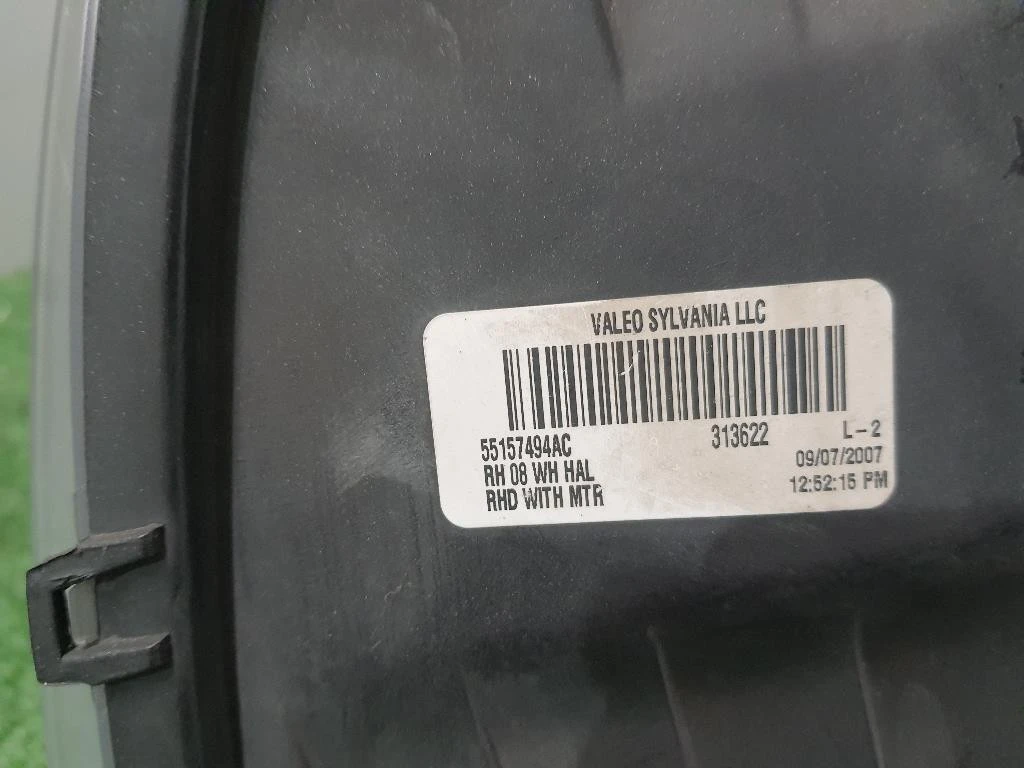 VALEO SYLVANIA LLC
55157494AC 313622 L-2
RH 08 WH HAL 09/07/2007
RHD WITH MTR 12:52:15 PM